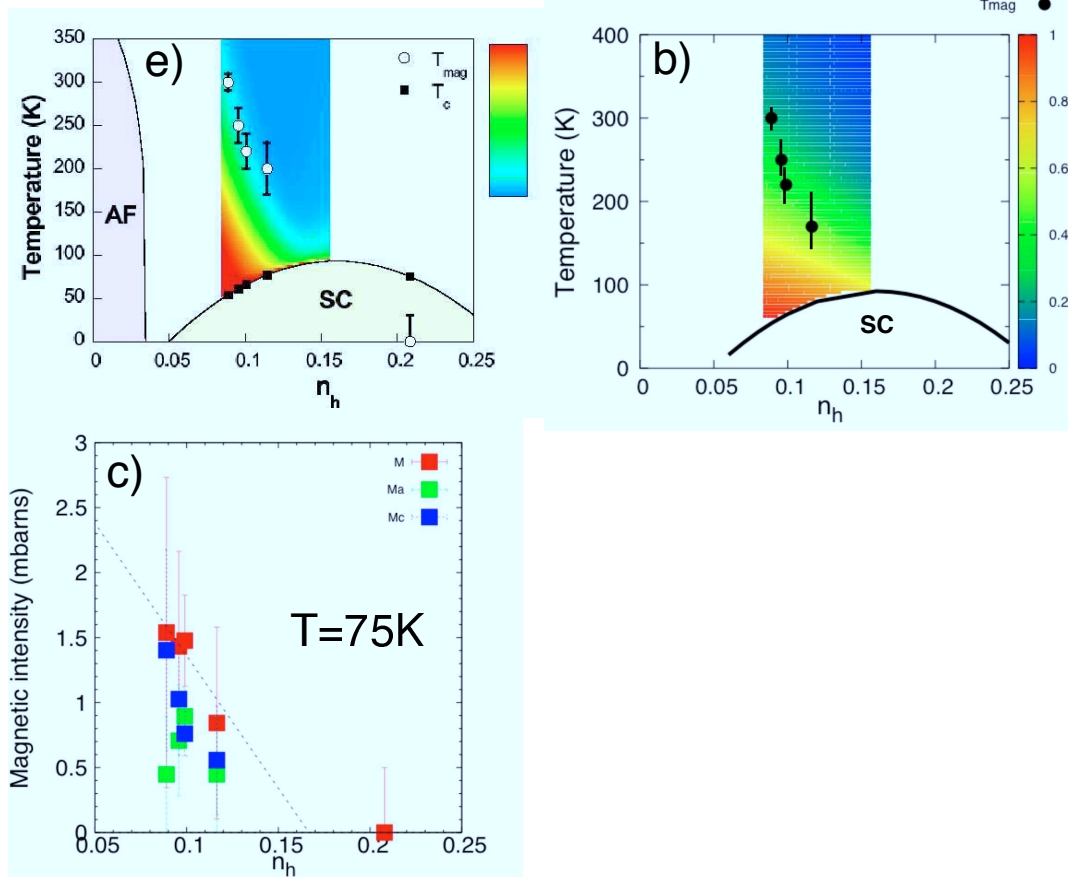 Tmag
e)
T
mag
T
c
350
300
250
200
150
100
50
0
Temperature (K)
AF
SC
0
0.05
0.1
0.15
0.2
0.25
n
h
b)
400
300
200
100
0
Temperature (K)
SC
0
0.05
0.1
0.15
0.2
0.25
n
h
1
0.8
0.6
0.4
0.2
0
c)
M
Ma
Mc
3
2.5
2
1.5
1
0.5
0
Magnetic intensity (mbarns)
T=75K
0.05
0.1
0.15
0.2
0.25
n
h